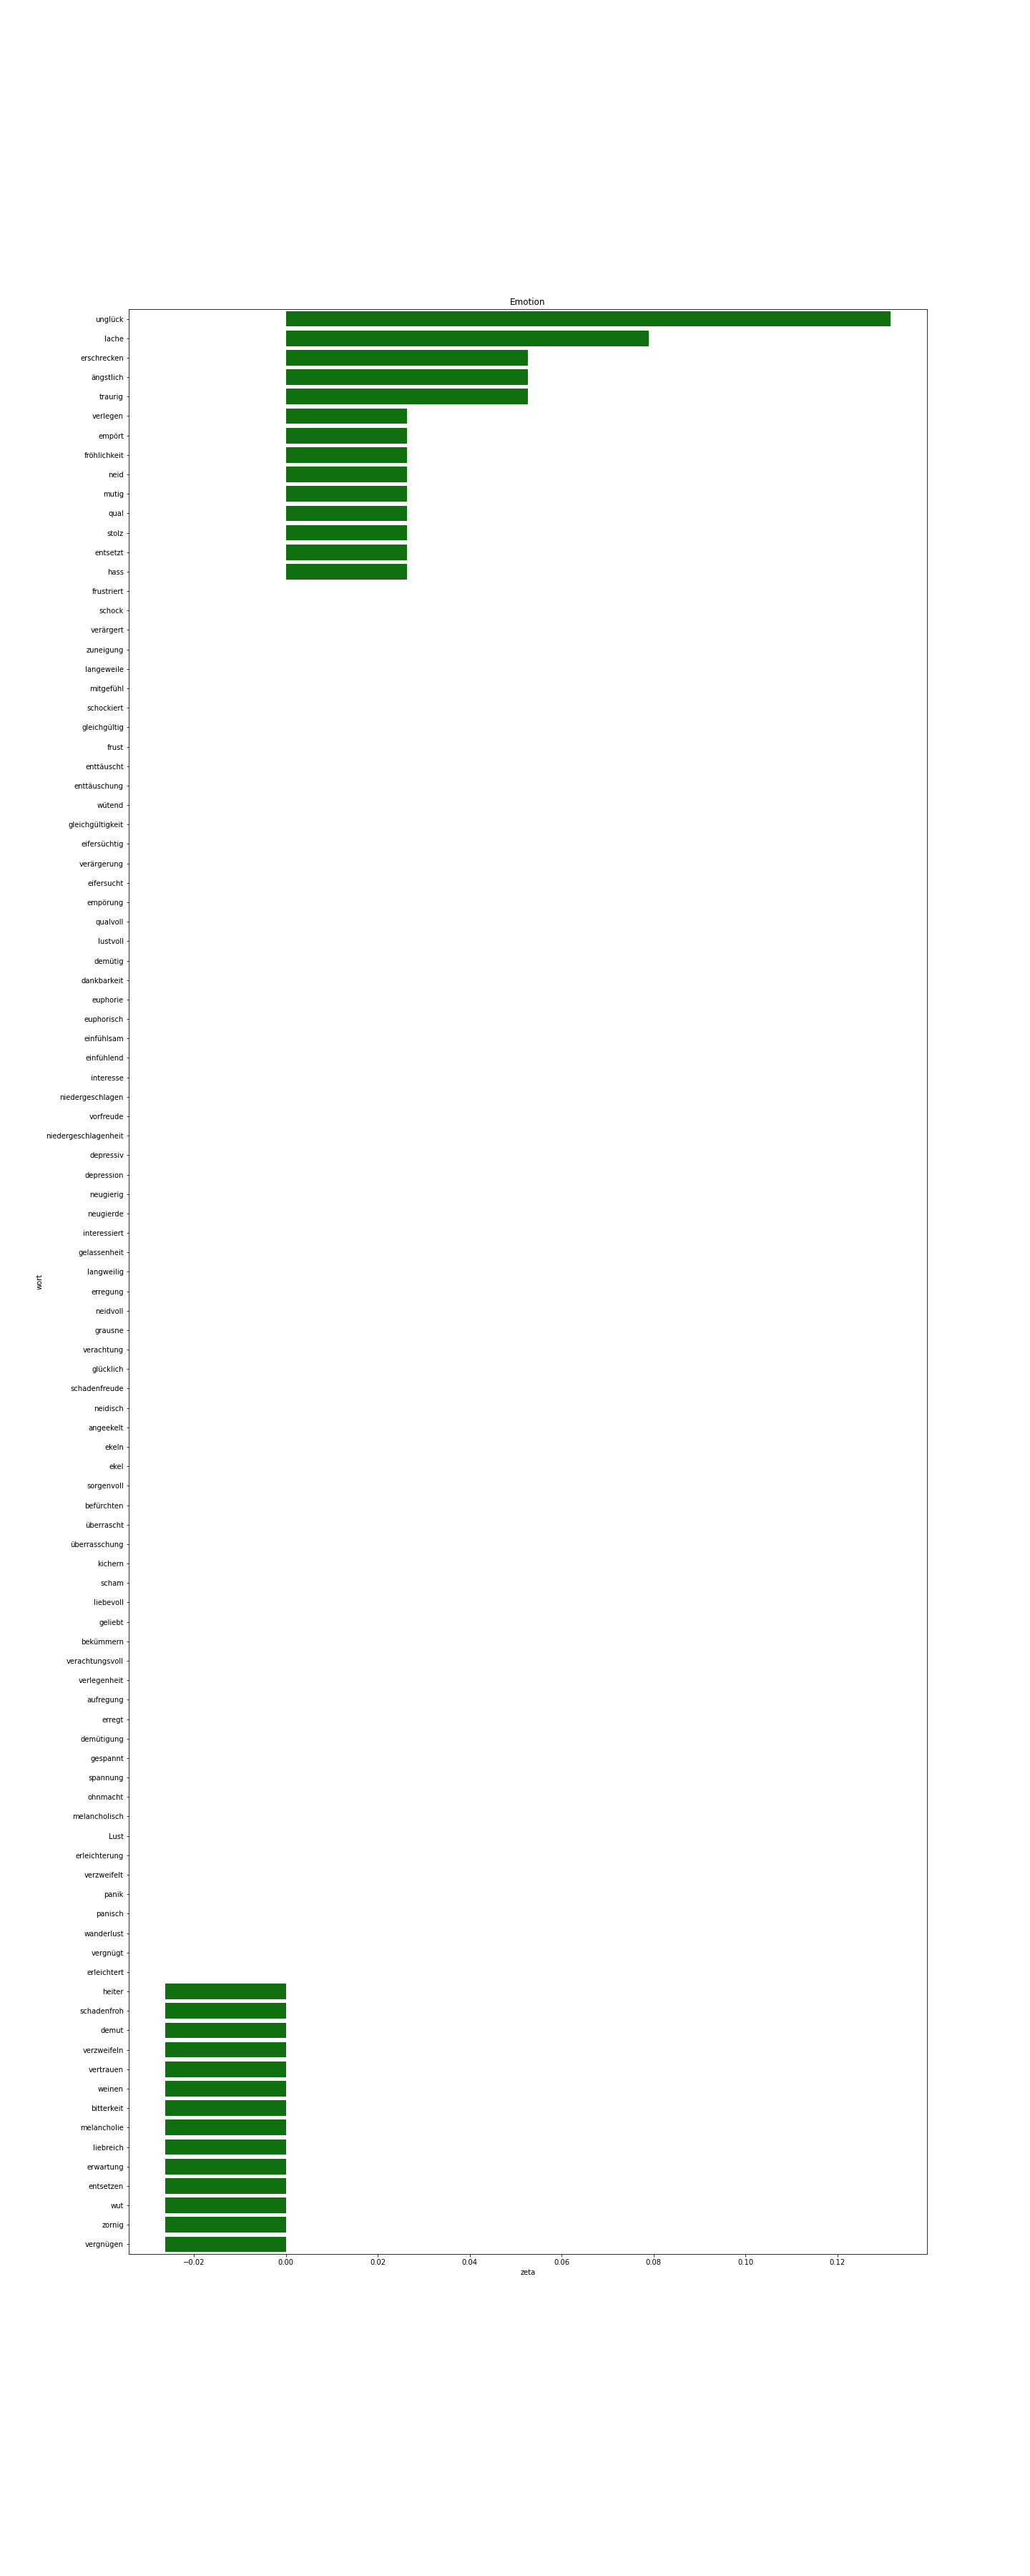 Emotion
unglück
lache
erschrecken
ängstlich
traurig
verlegen
empört
fröhlichkeit
neid
mutig
qual
stolz
entsetzt
hass
frustriert
schock
verärgert
zuneigung
langeweile
mitgefühl
schockiert
gleichgültig
frust
enttäuscht
enttäuschung
wütend
gleichgültigkeit
eifersüchtig
verärgerung
eifersucht
empörung
qualvoll
lustvoll
demütig
dankbarkeit
euphorie
euphorisch
einfühlsam
einfühlend
interesse
niedergeschlagen
vorfreude
niedergeschlagenheit
depressiv
depression
neugierig
neugierde
interessiert
gelassenheit
langweilig
wort
erregung
neidvoll
grausne
verachtung
glücklich
schadenfreude
neidisch
angeekelt
ekeln
ekel
sorgenvoll
befürchten
überrascht
überrasschung
kichern
scham
liebevoll
geliebt
bekümmern
verachtungsvoll
verlegenheit
aufregung
erregt
demütigung
gespannt
spannung
ohnmacht
melancholisch
Lust
erleichterung
verzweifelt
panik
panisch
wanderlust
vergnügt
erleichtert
heiter
schadenfroh
demut
verzweifeln
vertrauen
weinen
bitterkeit
melancholie
liebreich
erwartung
entsetzen
wut
zornig
vergnügen
−0.02 0.00 0.02 0.04 0.06 0.08 0.10 0.12
zeta